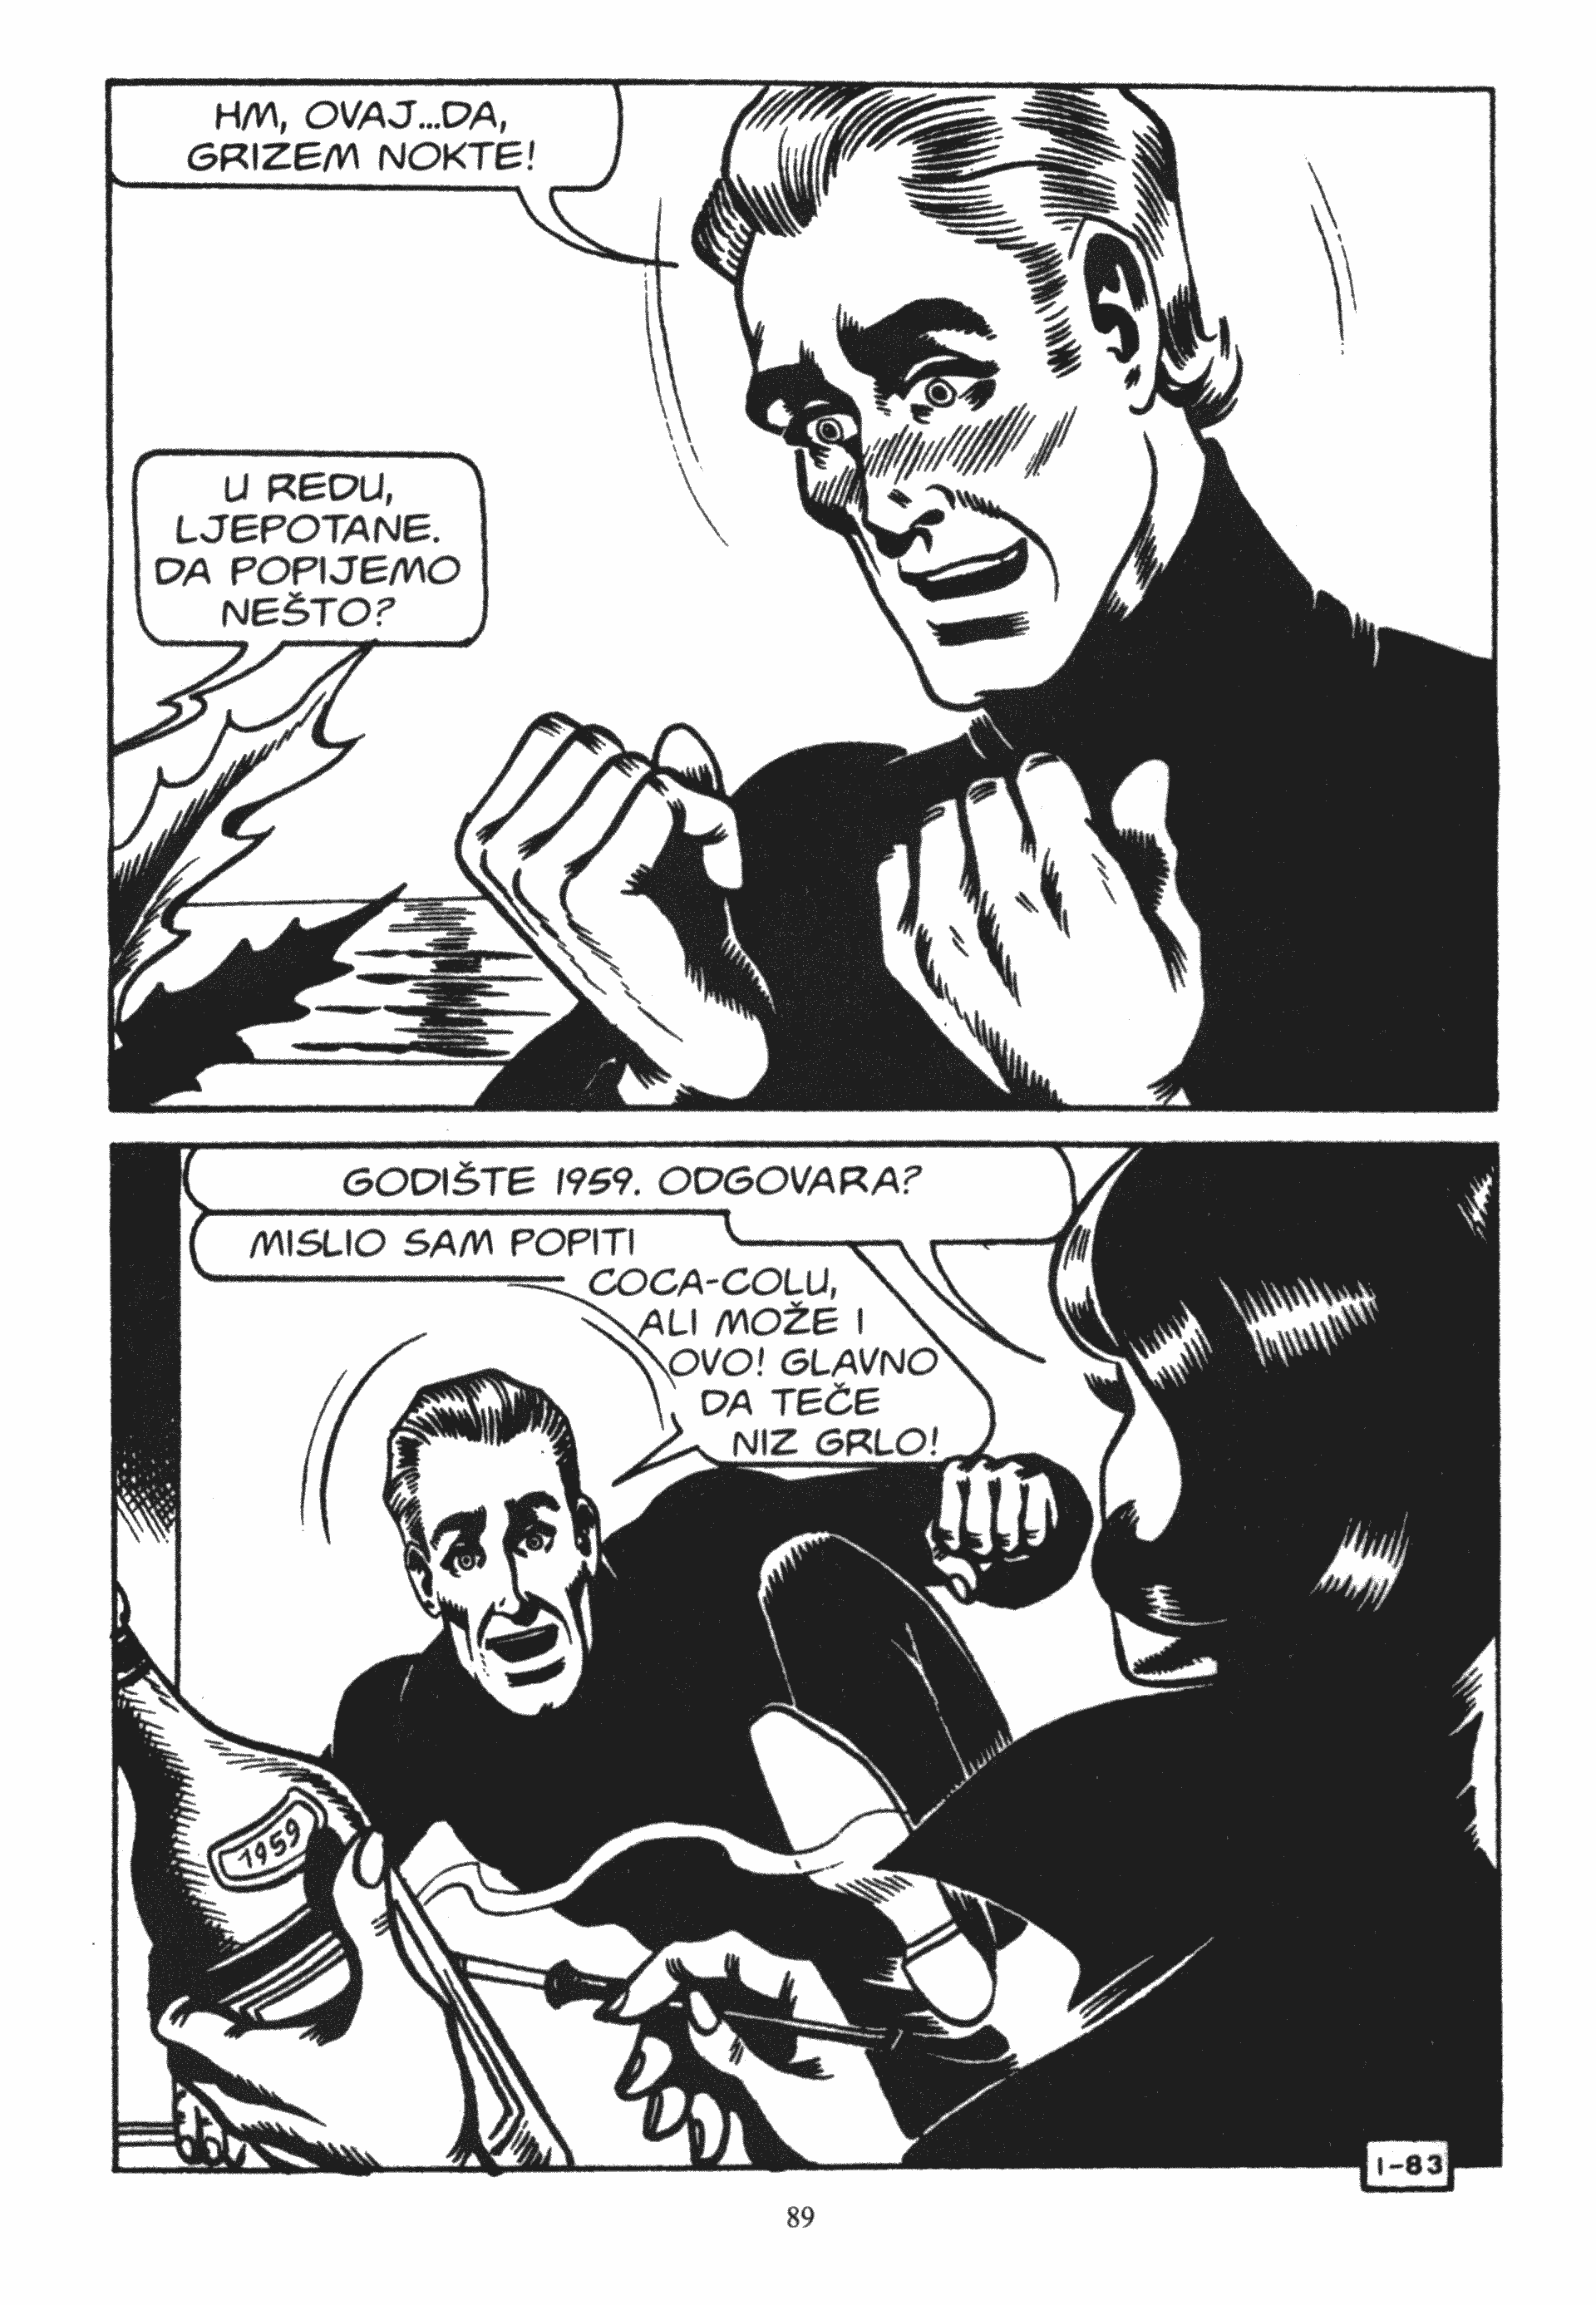 HM, OVAJ...DA,
GRIZEM NOKTE!
U REDU,
LJEPOTANE.
DA POPIJEMO
NEŠTO?
GODIŠTE 1959. ODGOVARA?
MISLIO SAM POPITI
COCA-COLU,
ALI MOŽE I
OVO! GLAVNO
DA TEČE
NIZ GRLO!
1959
1-83
89